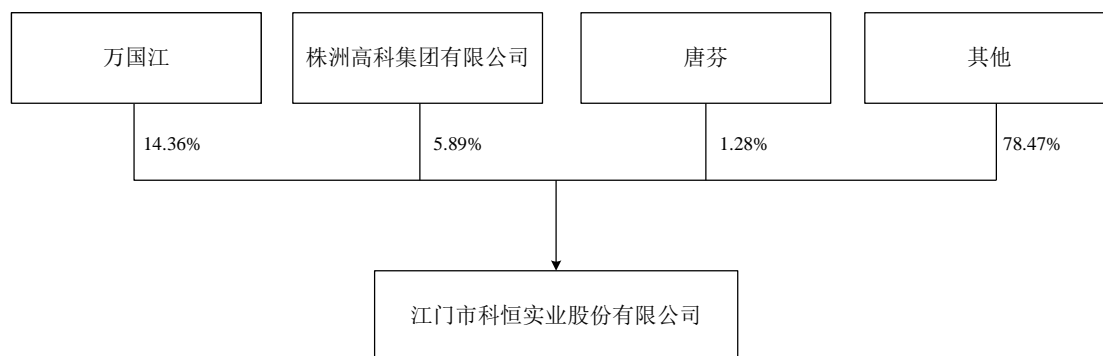 万国江
株洲高科集团有限公司
唐芬
其他
14.36%
5.89%
1.28%
78.47%
江门市科恒实业股份有限公司